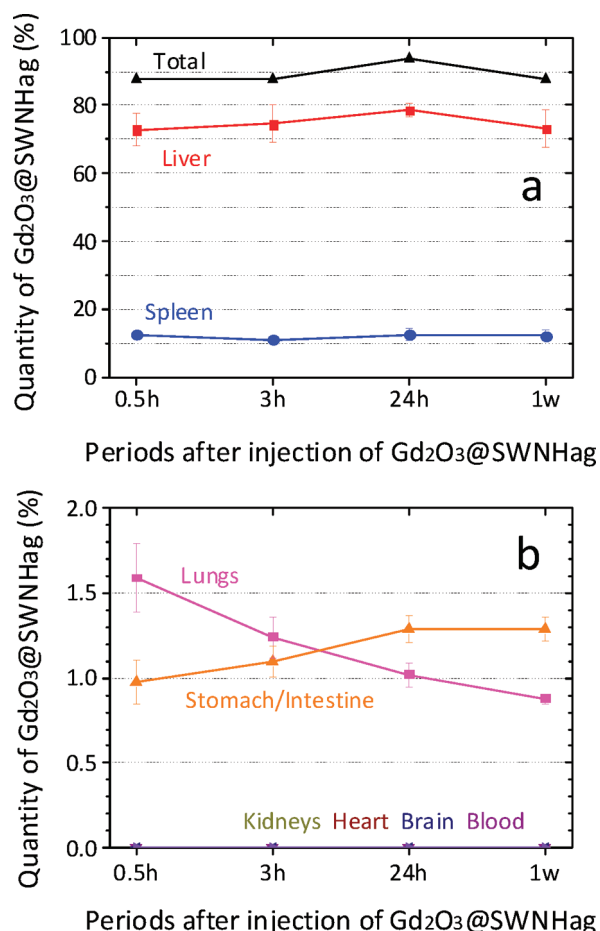 Quantity of Gd₂O₃@SWNHag (%)
100
80
60
40
20
0
Total
Liver
a
Spleen
0.5h 3h 24h 1w
Periods after injection of Gd₂O₃@SWNHag
Quantity of Gd₂O₃@SWNHag (%)
2.0
1.5
1.0
0.5
0.0
b
Lungs
Stomach/Intestine
Kidneys Heart Brain Blood
0.5h 3h 24h 1w
Periods after injection of Gd₂O₃@SWNHag